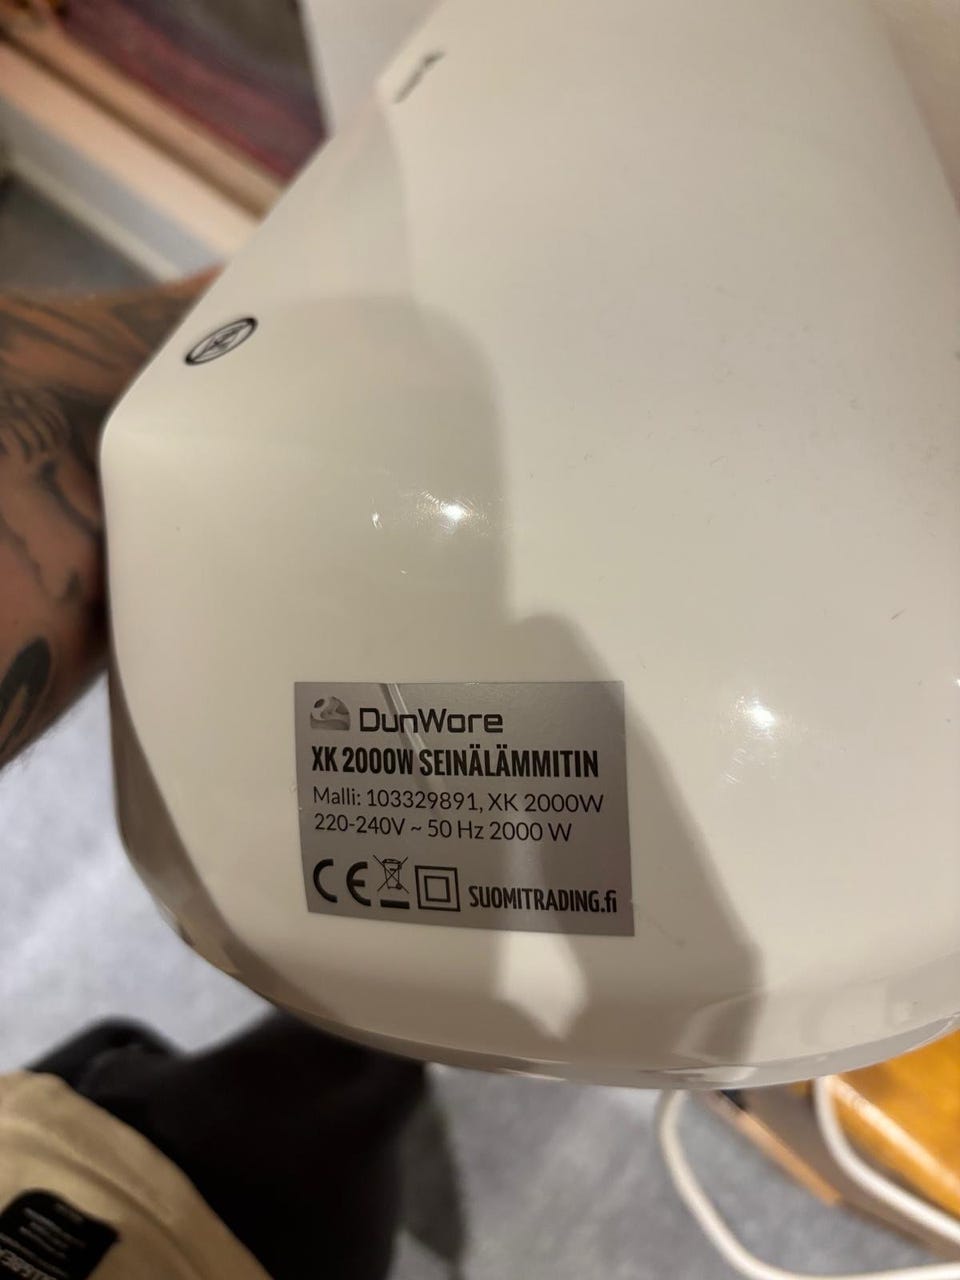 DunWore
XK 2000W SEINÄLÄMMITIN
Malli: 103329891, XK 2000W
220-240V ~ 50 Hz 2000 W
CE SUOMITRADING.fi